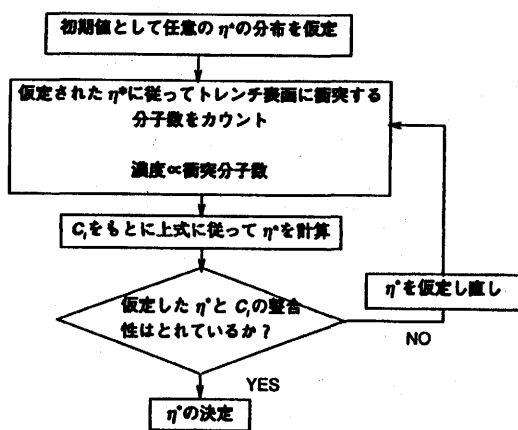 初期値として任意の η*の分布を仮定
仮定された η*に従ってトレンチ表面に衝突する
分子数をカウント
濃度∝衝突分子数
C_iをもとに上式に従って η*を計算
仮定した η*と C_iの整合
性はとれているか?
η*を仮定し直し
NO
YES
η*の決定